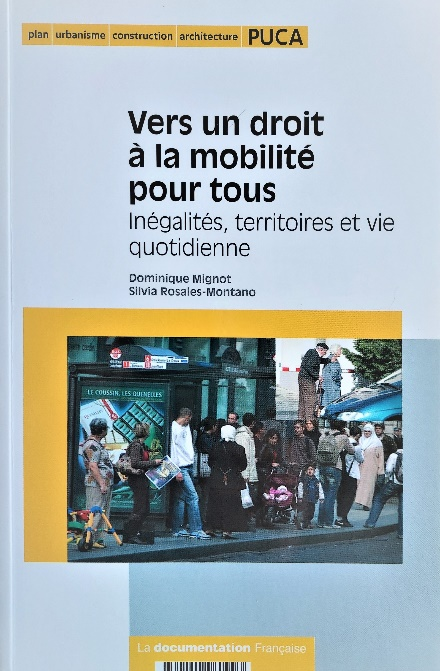 plan urbanisme construction architecture PUCA
Vers un droit
à la mobilité
pour tous
Inégalités, territoires et vie
quotidienne
Dominique Mignot
Silvia Rosales-Montano
LE COUSSIN, LES QUENELLES
La documentation Française